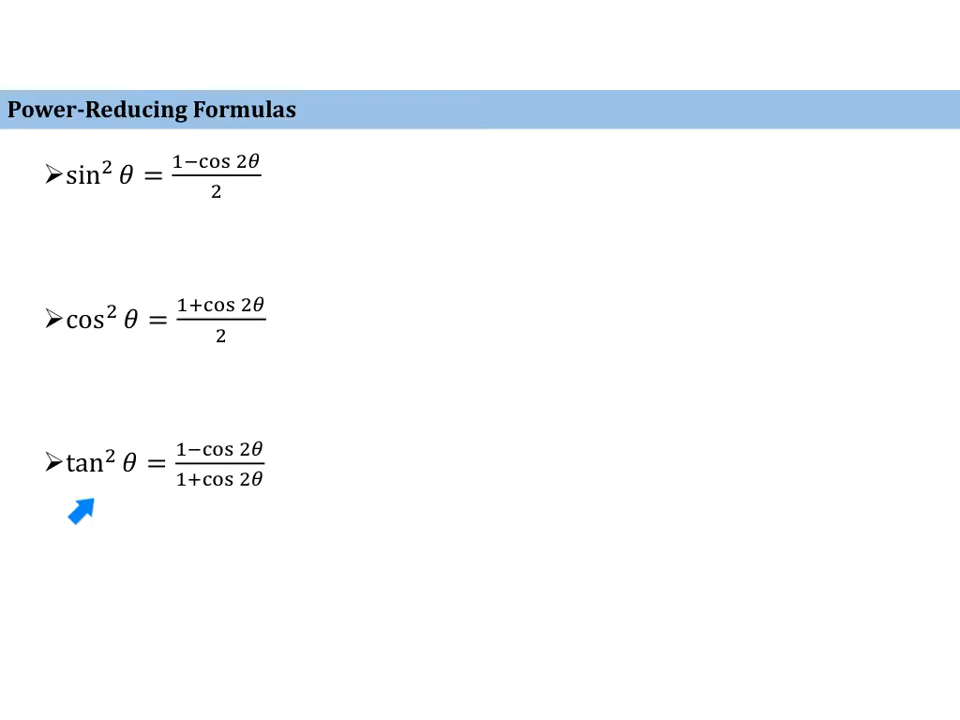 Power-Reducing Formulas
➢sin² θ = (1−cos 2θ)/2
➢cos² θ = (1+cos 2θ)/2
➢tan² θ = (1−cos 2θ)/(1+cos 2θ)